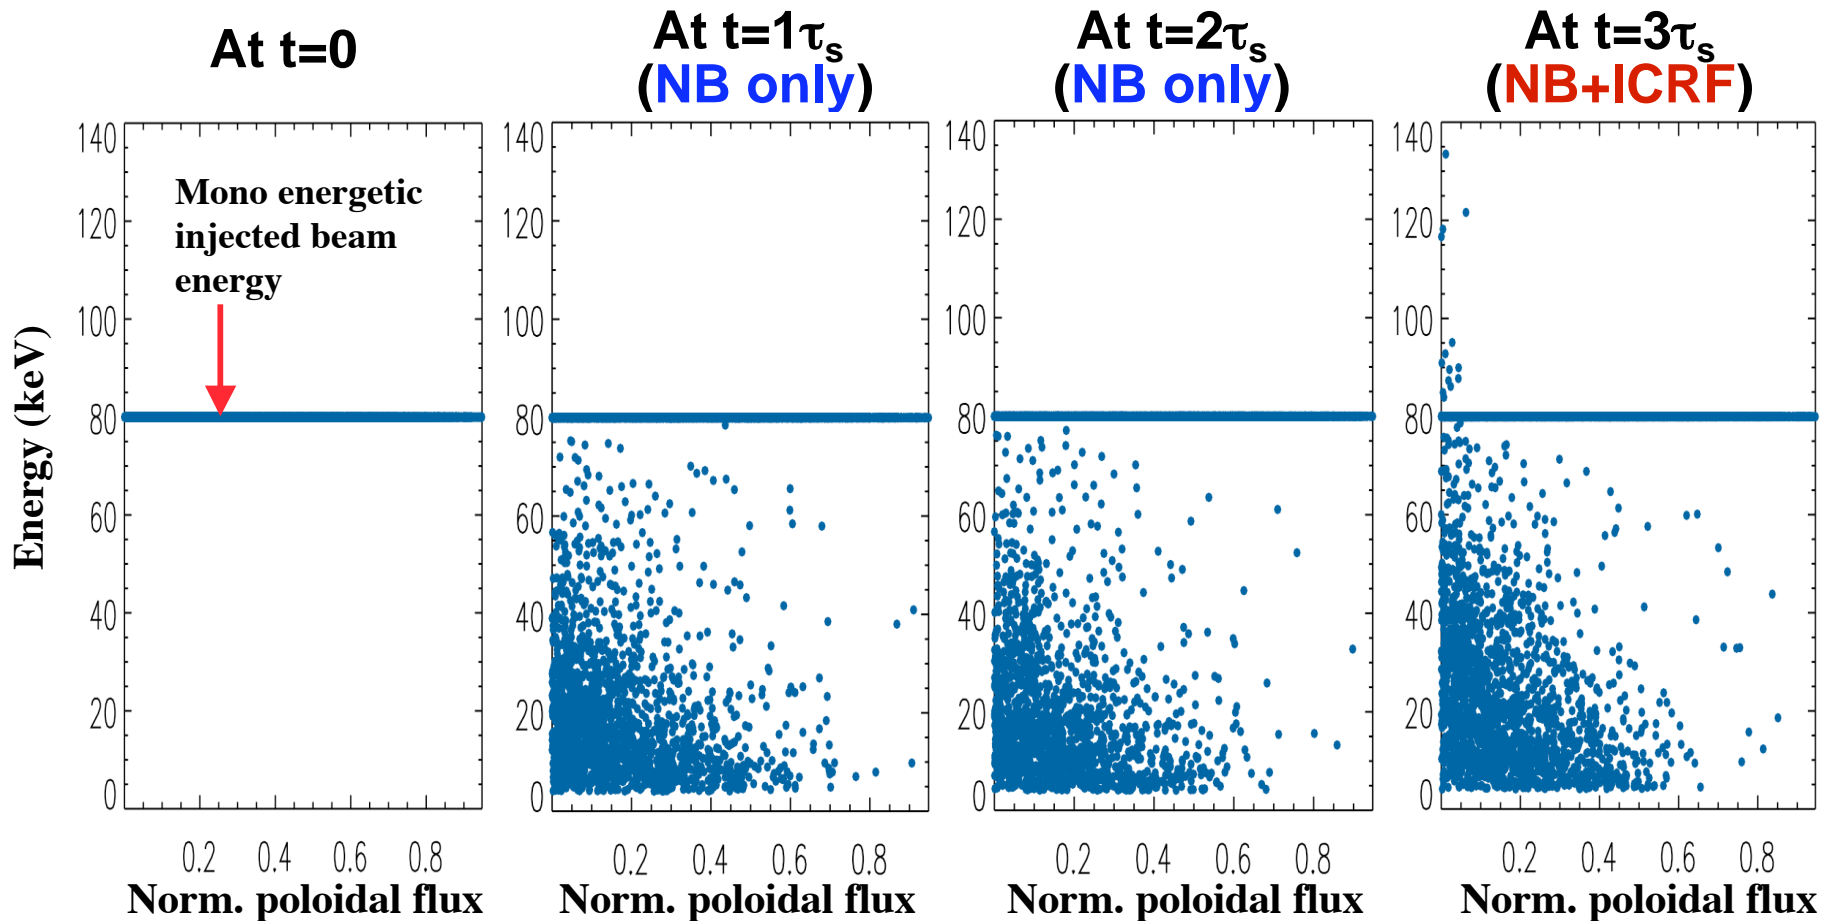 At t=0
At t=1τs
(NB only)
At t=2τs
(NB only)
At t=3τs
(NB+ICRF)
Energy (keV)
Mono energetic
injected beam
energy
140
120
100
80
60
40
20
0
0.2 0.4 0.6 0.8
Norm. poloidal flux
140
120
100
80
60
40
20
0
0.2 0.4 0.6 0.8
Norm. poloidal flux
140
120
100
80
60
40
20
0
0.2 0.4 0.6 0.8
140
120
100
80
60
40
20
0
0.2 0.4 0.6 0.8
Norm. poloidal flux